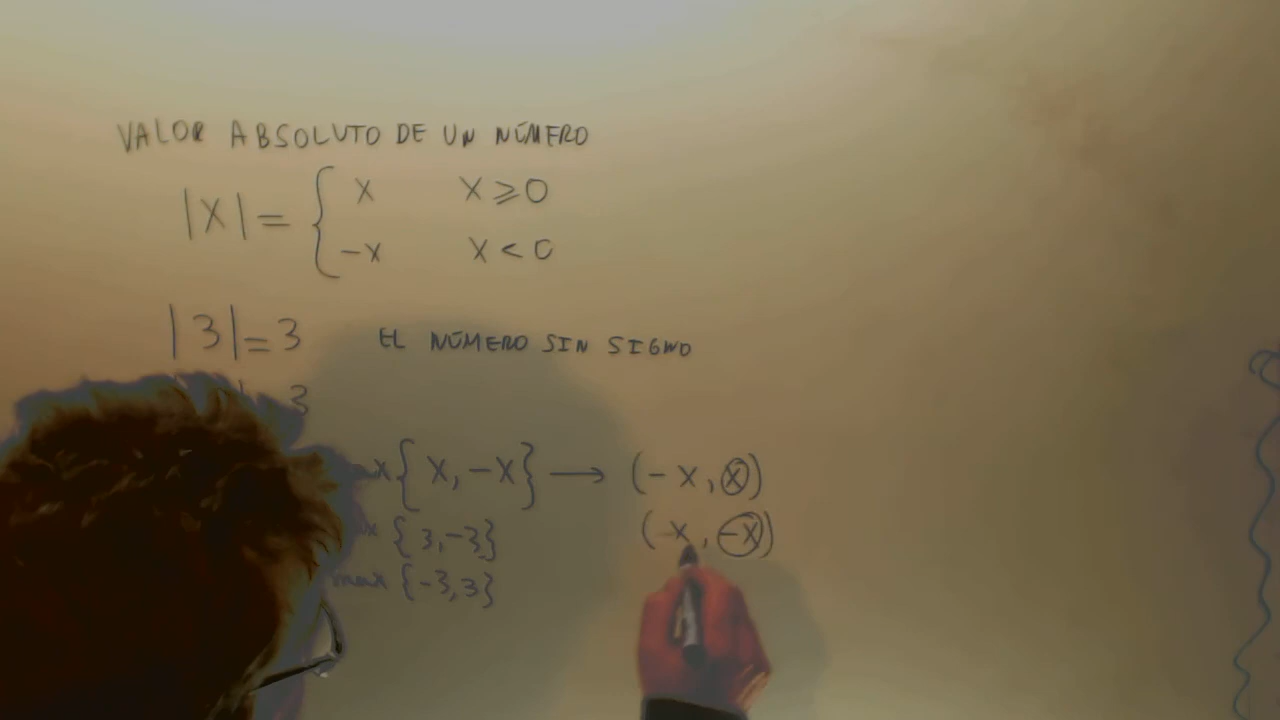 VALOR ABSOLUTO DE UN NÚMERO
|X| = { x x ⩾ 0
-x x < 0
|3| = 3 EL NÚMERO SIN SIGNO
3
x{ x, -x} → (-x, x)
x {3, -3} (x, -x)
max {-3, 3}